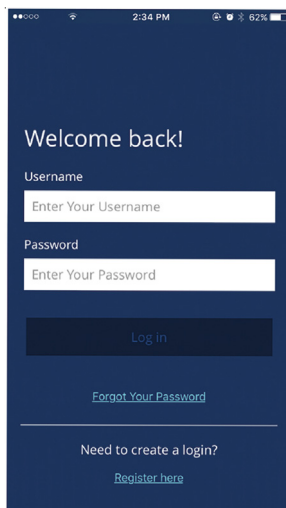 2:34 PM 62%
Welcome back!
Username
Enter Your Username
Password
Enter Your Password
Log in
Forgot Your Password
Need to create a login?
Register here